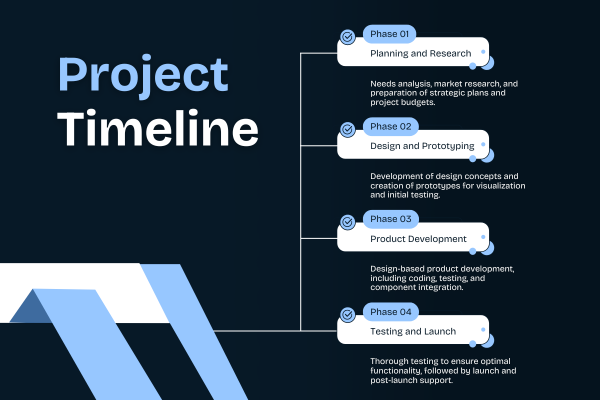 Project
Timeline
Phase 01
Planning and Research
Needs analysis, market research, and
preparation of strategic plans and
project budgets.
Phase 02
Design and Prototyping
Development of design concepts and
creation of prototypes for visualization
and initial testing.
Phase 03
Product Development
Design-based product development,
including coding, testing, and
component integration.
Phase 04
Testing and Launch
Thorough testing to ensure optimal
functionality, followed by launch and
post-launch support.